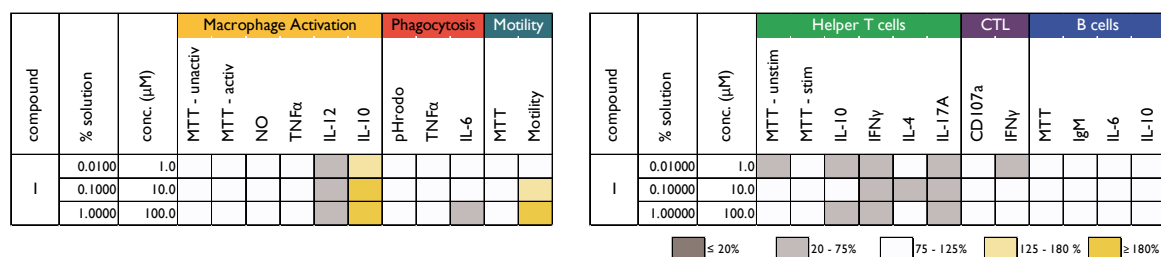 Macrophage Activation Phagocytosis Motility
compound % solution conc. (μM) MTT - unactiv MTT - activ NO TNFα IL-12 IL-10 pHrodo TNFα IL-6 MTT Motility
0.0100 1.0
I 0.1000 10.0
1.0000 100.0
Helper T cells CTL B cells
compound % solution conc. (μM) MTT - unstim MTT - stim IL-10 IFNγ IL-4 IL-17A CD107a IFNγ MTT IgM IL-6 IL-10
0.01000 1.0
I 0.10000 10.0
1.00000 100.0
≤ 20% 20 - 75% 75 - 125% 125 - 180 % ≥ 180%